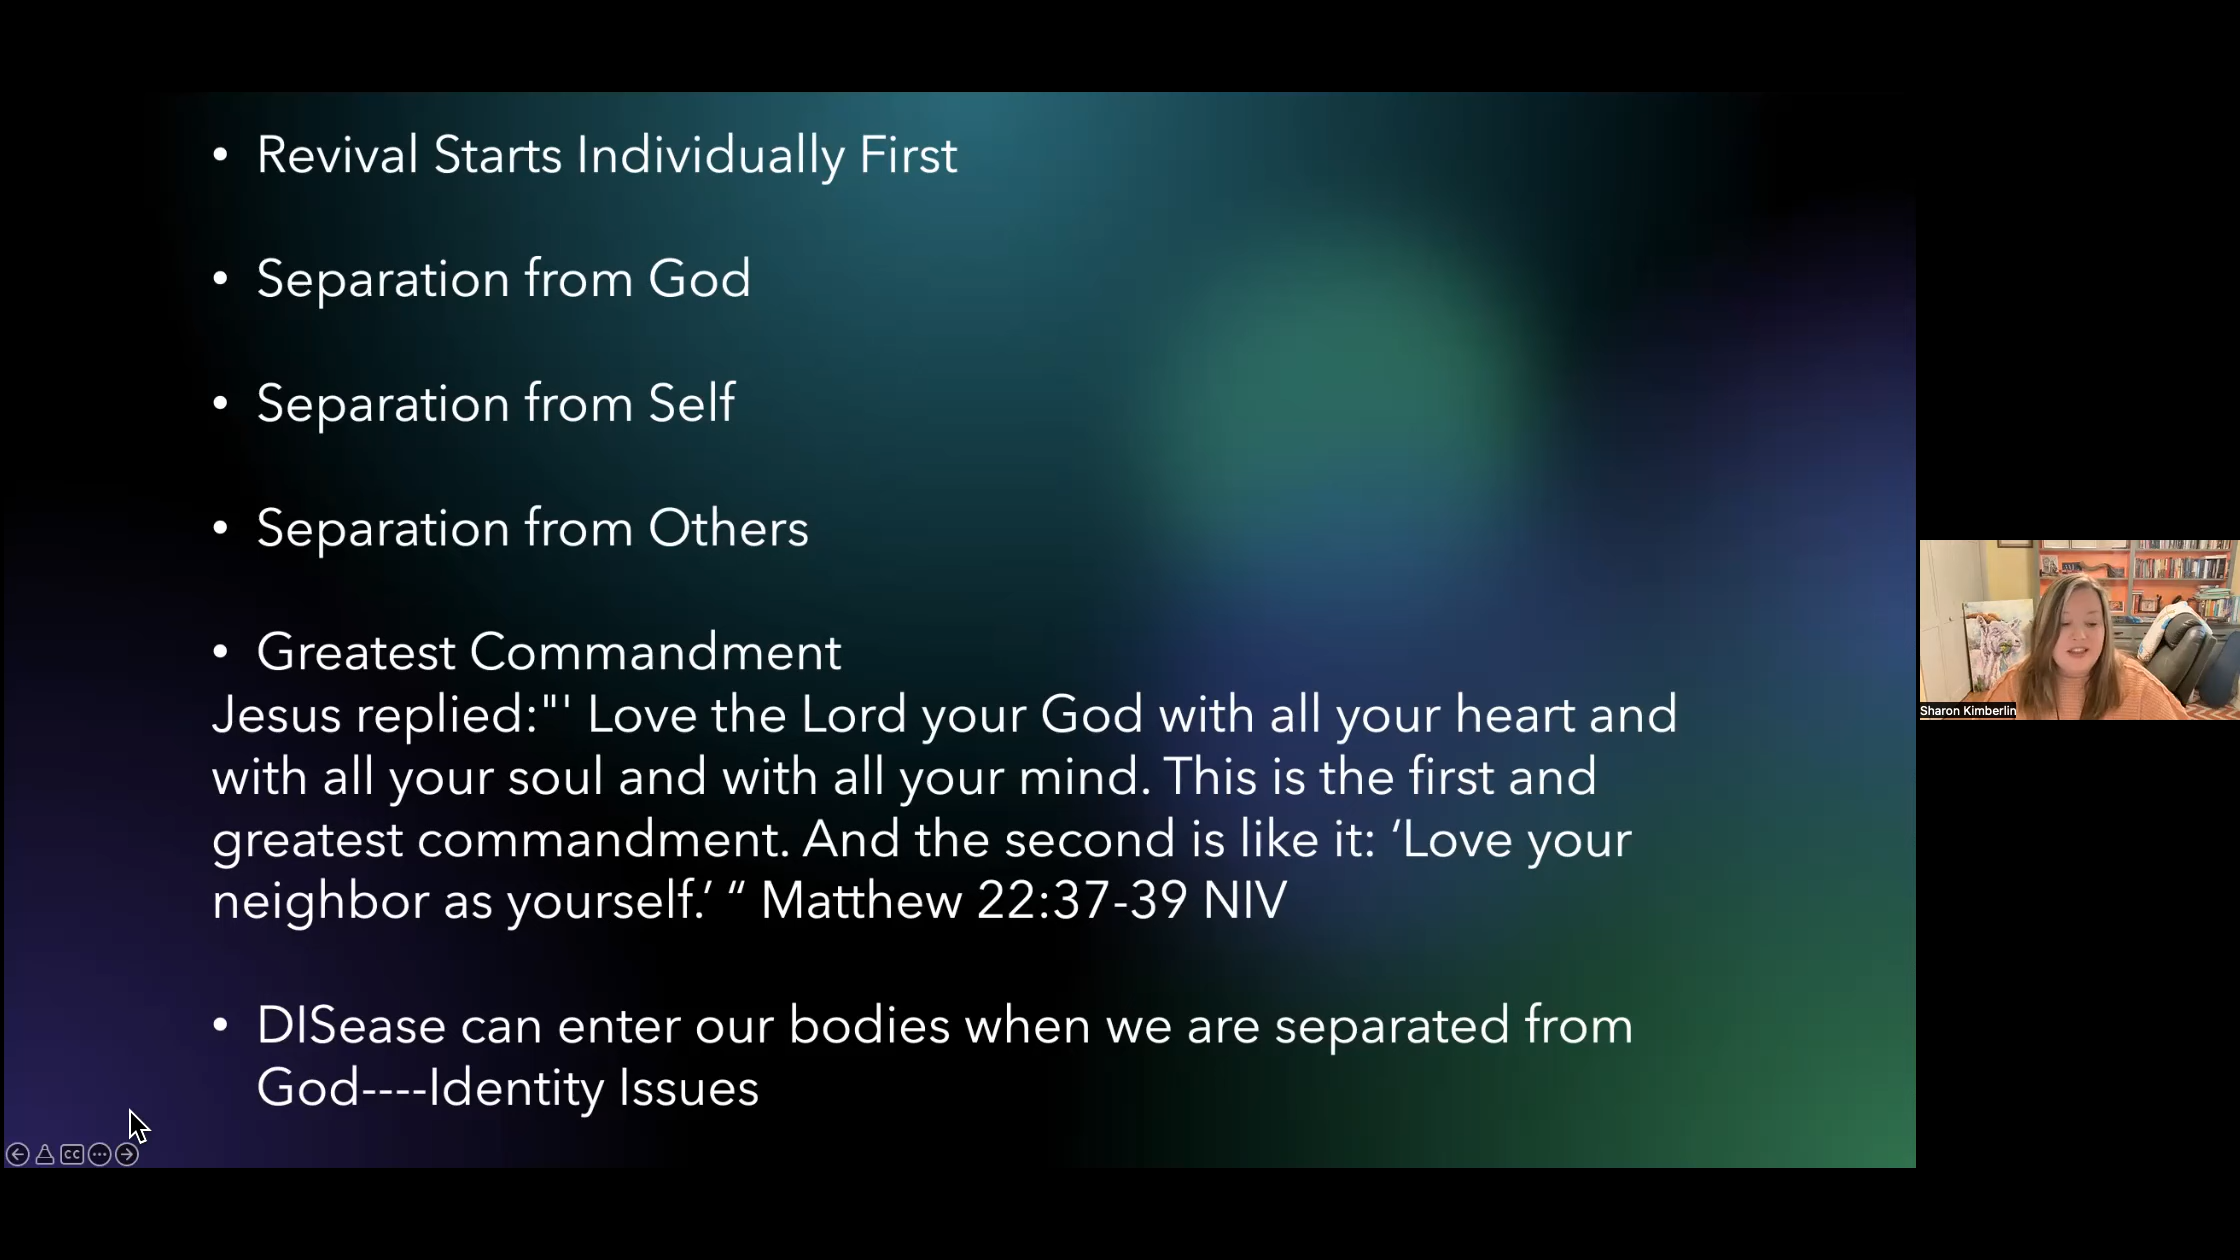 • Revival Starts Individually First
• Separation from God
• Separation from Self
• Separation from Others
• Greatest Commandment
Jesus replied:"' Love the Lord your God with all your heart and
with all your soul and with all your mind. This is the first and
greatest commandment. And the second is like it: ‘Love your
neighbor as yourself.’ “ Matthew 22:37-39 NIV
• DISease can enter our bodies when we are separated from
God----Identity Issues
Sharon Kimberlin
CC